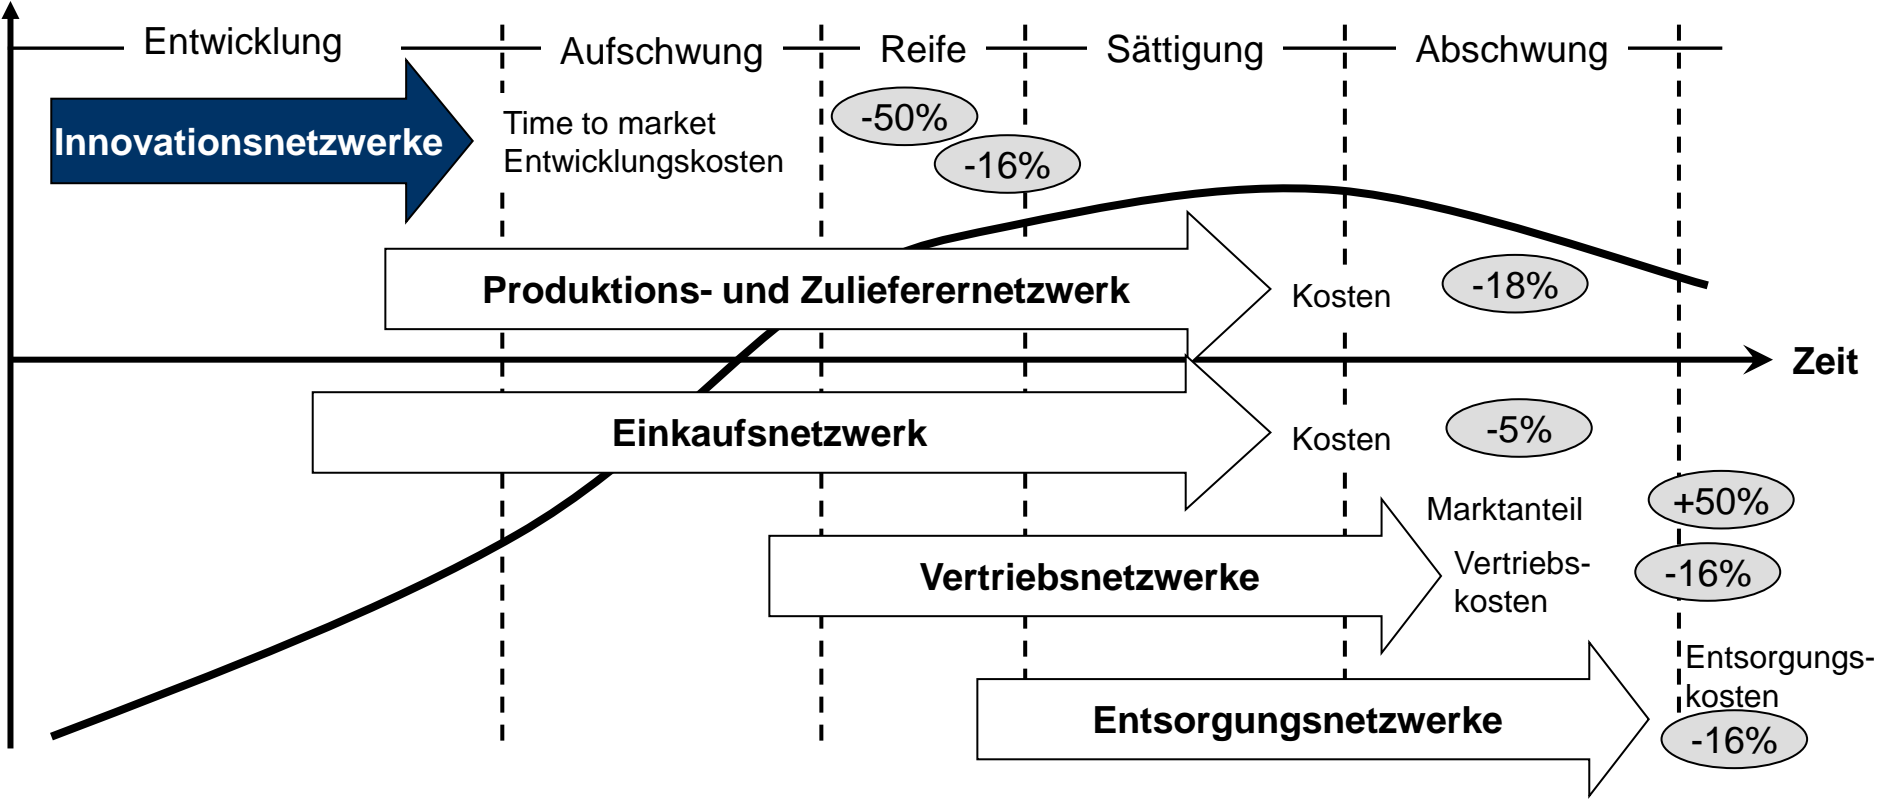 Entwicklung
Aufschwung
Reife
Sättigung
Abschwung
Innovationsnetzwerke
Time to market
Entwicklungskosten
-50%
-16%
Produktions- und Zulieferernetzwerk
Kosten
-18%
Zeit
Einkaufsnetzwerk
Kosten
-5%
Marktanteil
+50%
Vertriebsnetzwerke
Vertriebs-
kosten
-16%
Entsorgungsnetzwerke
Entsorgungs-
kosten
-16%